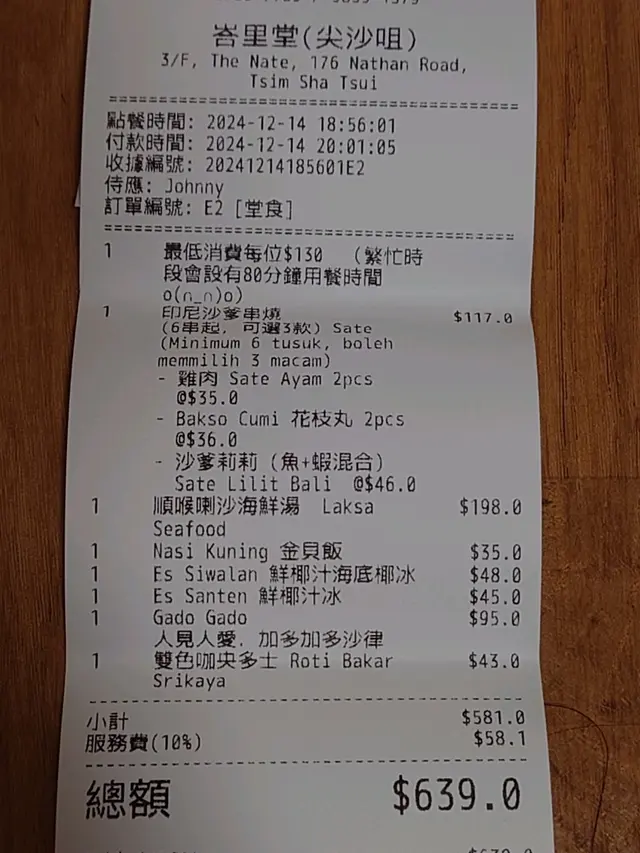 峇里堂(尖沙咀)
3/F, The Nate, 176 Nathan Road,
Tsim Sha Tsui
點餐時間: 2024-12-14 18:56:01
付款時間: 2024-12-14 20:01:05
收據編號: 20241214185601E2
侍應: Johnny
訂單編號: E2 [堂食]
1 最低消費每位$130 (繁忙時
段會設有80分鐘用餐時間
o(∩_∩)o)
1 印尼沙爹串燒 $117.0
(6串起, 可選3款) Sate
(Minimum 6 tusuk, boleh
memmilih 3 macam)
- 雞肉 Sate Ayam 2pcs
@$35.0
- Bakso Cumi 花枝丸 2pcs
@$36.0
- 沙爹莉莉 (魚+蝦混合)
Sate Lilit Bali @$46.0
1 順喉喇沙海鮮湯 Laksa $198.0
Seafood
1 Nasi Kuning 金貝飯 $35.0
1 Es Siwalan 鮮椰汁海底椰冰 $48.0
1 Es Santen 鮮椰汁冰 $45.0
1 Gado Gado $95.0
人見人愛, 加多加多沙律
1 雙色咖央多士 Roti Bakar $43.0
Srikaya
小計 $581.0
服務費(10%) $58.1
總額 $639.0